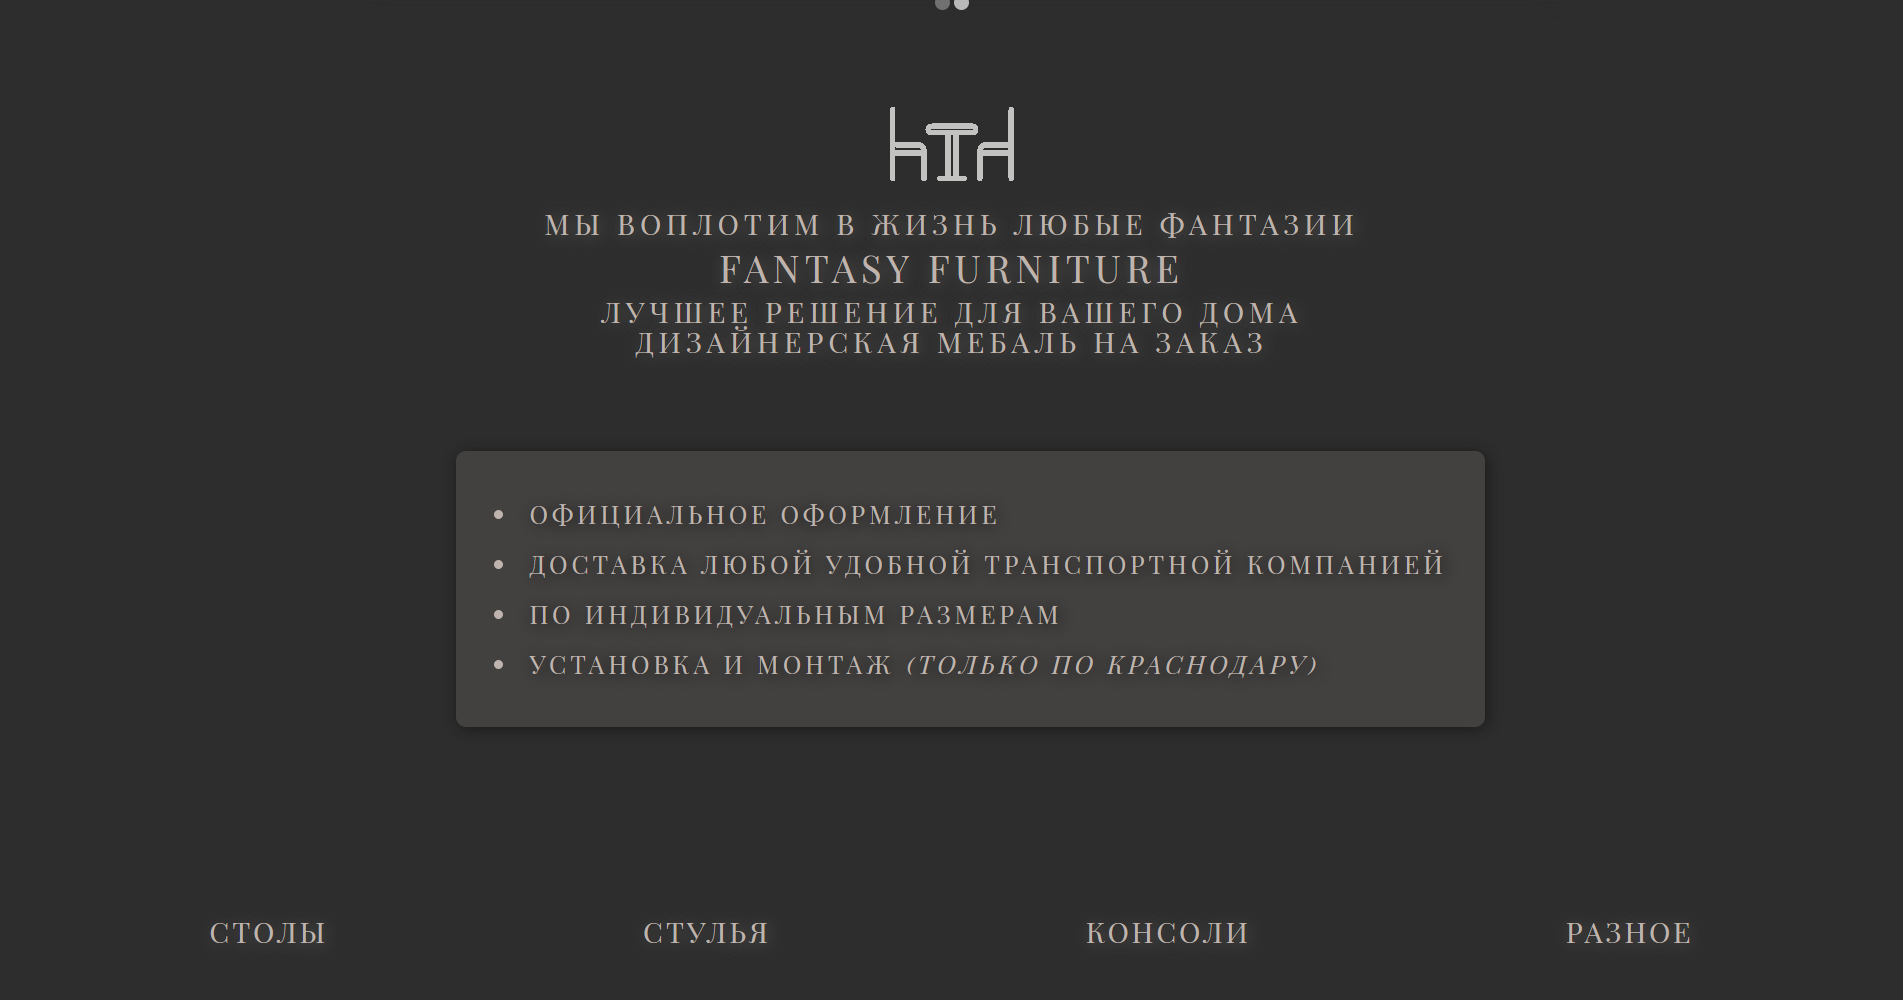 МЫ ВОПЛОТИМ В ЖИЗНЬ ЛЮБЫЕ ФАНТАЗИИ
FANTASY FURNITURE
ЛУЧШЕЕ РЕШЕНИЕ ДЛЯ ВАШЕГО ДОМА
ДИЗАЙНЕРСКАЯ МЕБАЛЬ НА ЗАКАЗ
• ОФИЦИАЛЬНОЕ ОФОРМЛЕНИЕ
• ДОСТАВКА ЛЮБОЙ УДОБНОЙ ТРАНСПОРТНОЙ КОМПАНИЕЙ
• ПО ИНДИВИДУАЛЬНЫМ РАЗМЕРАМ
• УСТАНОВКА И МОНТАЖ (ТОЛЬКО ПО КРАСНОДАРУ)
СТОЛЫ
СТУЛЬЯ
КОНСОЛИ
РАЗНОЕ